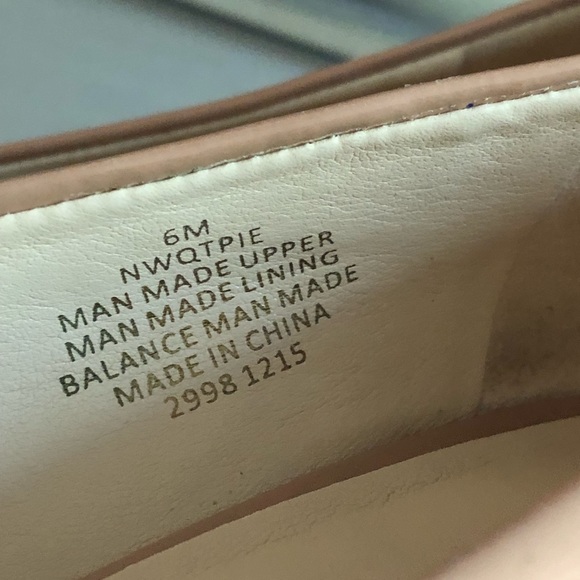 6M
NWQTPIE
MAN MADE UPPER
MAN MADE LINING
BALANCE MAN MADE
MADE IN CHINA
2998 1215